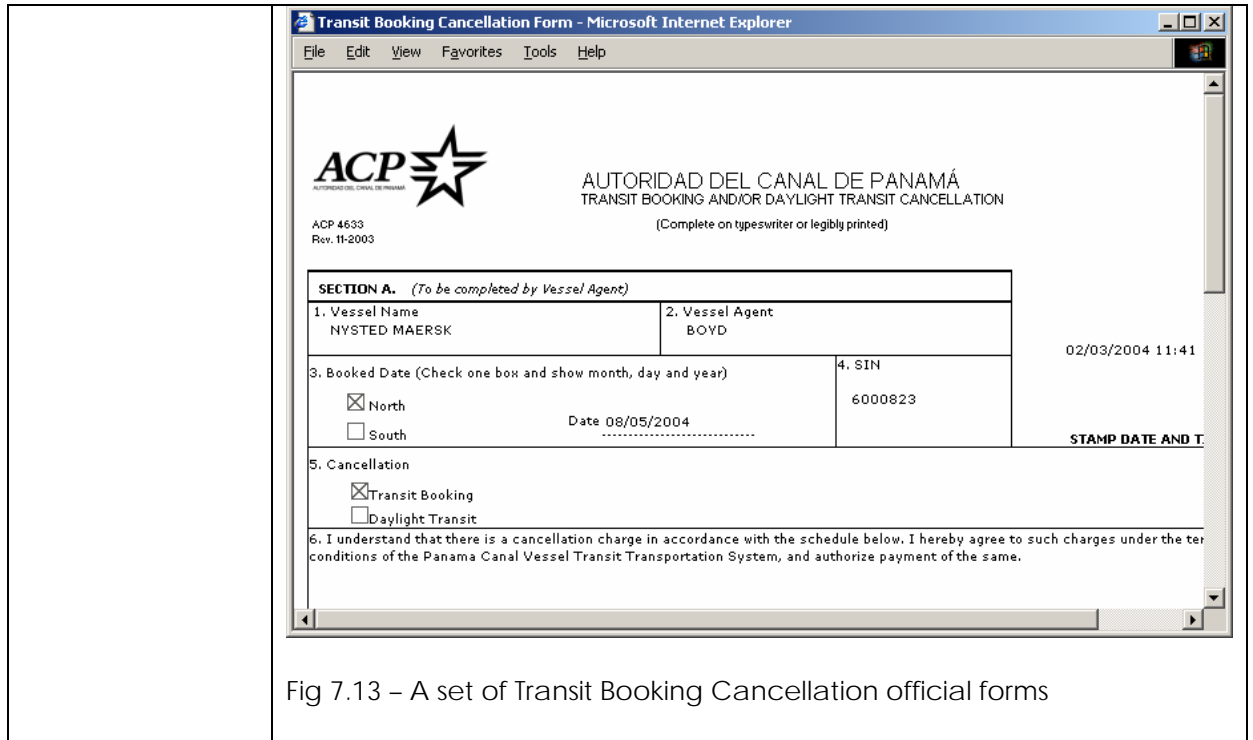 Transit Booking Cancellation Form - Microsoft Internet Explorer
File Edit View Favorites Tools Help
ACP
AUTORIDAD DEL CANAL DE PANAMÁ
AUTORIDAD DEL CANAL DE PANAMÁ
TRANSIT BOOKING AND/OR DAYLIGHT TRANSIT CANCELLATION
ACP 4633
Rev. 11-2003
(Complete on typeswriter or legibly printed)
SECTION A. (To be completed by Vessel Agent)
1. Vessel Name
NYSTED MAERSK
2. Vessel Agent
BOYD
02/03/2004 11:41
3. Booked Date (Check one box and show month, day and year)
North
South
Date 08/05/2004
4. SIN
6000823
STAMP DATE AND T
5. Cancellation
Transit Booking
Daylight Transit
6. I understand that there is a cancellation charge in accordance with the schedule below. I hereby agree to such charges under the ter
conditions of the Panama Canal Vessel Transit Transportation System, and authorize payment of the same.
Fig 7.13 – A set of Transit Booking Cancellation official forms